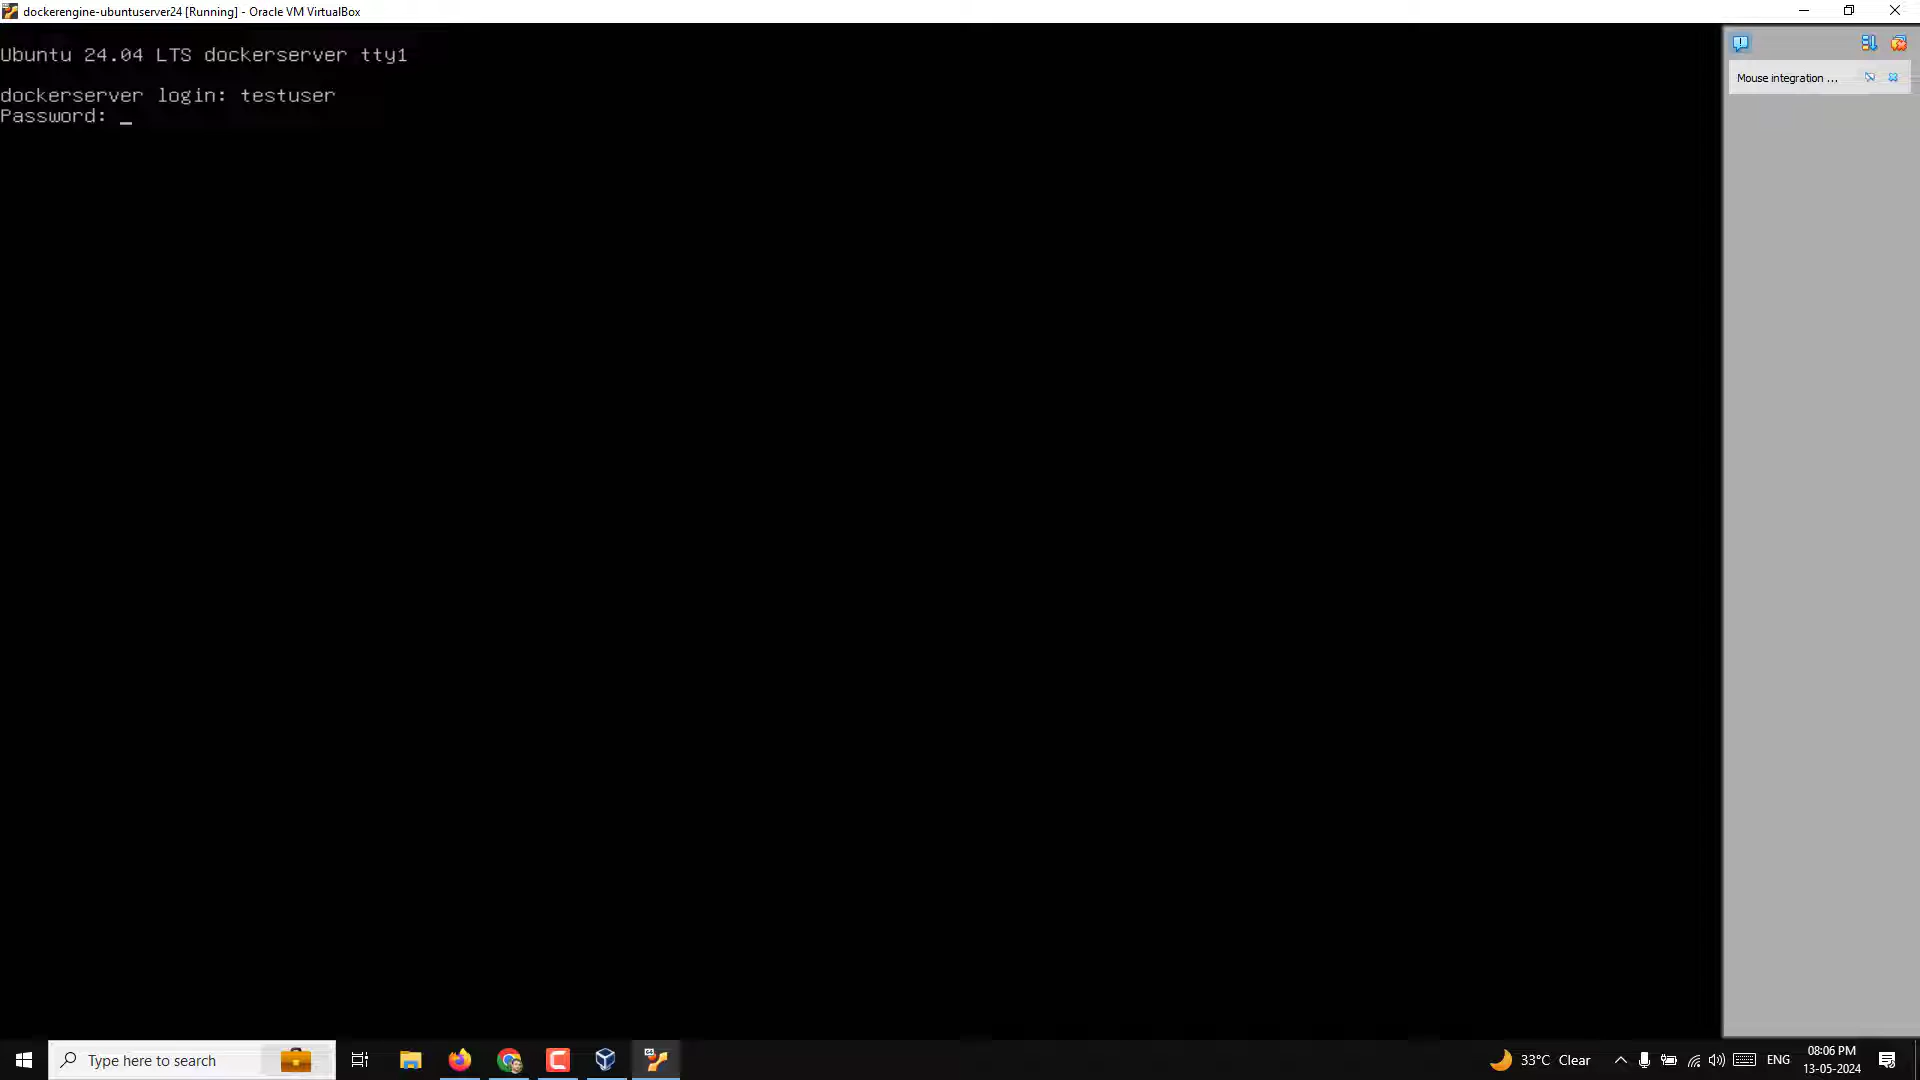 dockerengine-ubuntuserver24 [Running] - Oracle VM VirtualBox
Ubuntu 24.04 LTS dockerserver tty1
Mouse integration ...
dockerserver login: testuser
Password: _
Type here to search
33°C Clear
ENG
08:06 PM
13-05-2024